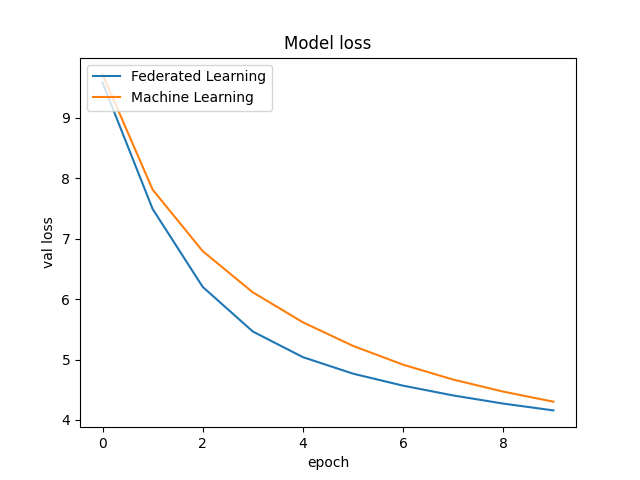 Model loss
Federated Learning
Machine Learning
9
8
7
6
5
4
val loss
0 2 4 6 8
epoch